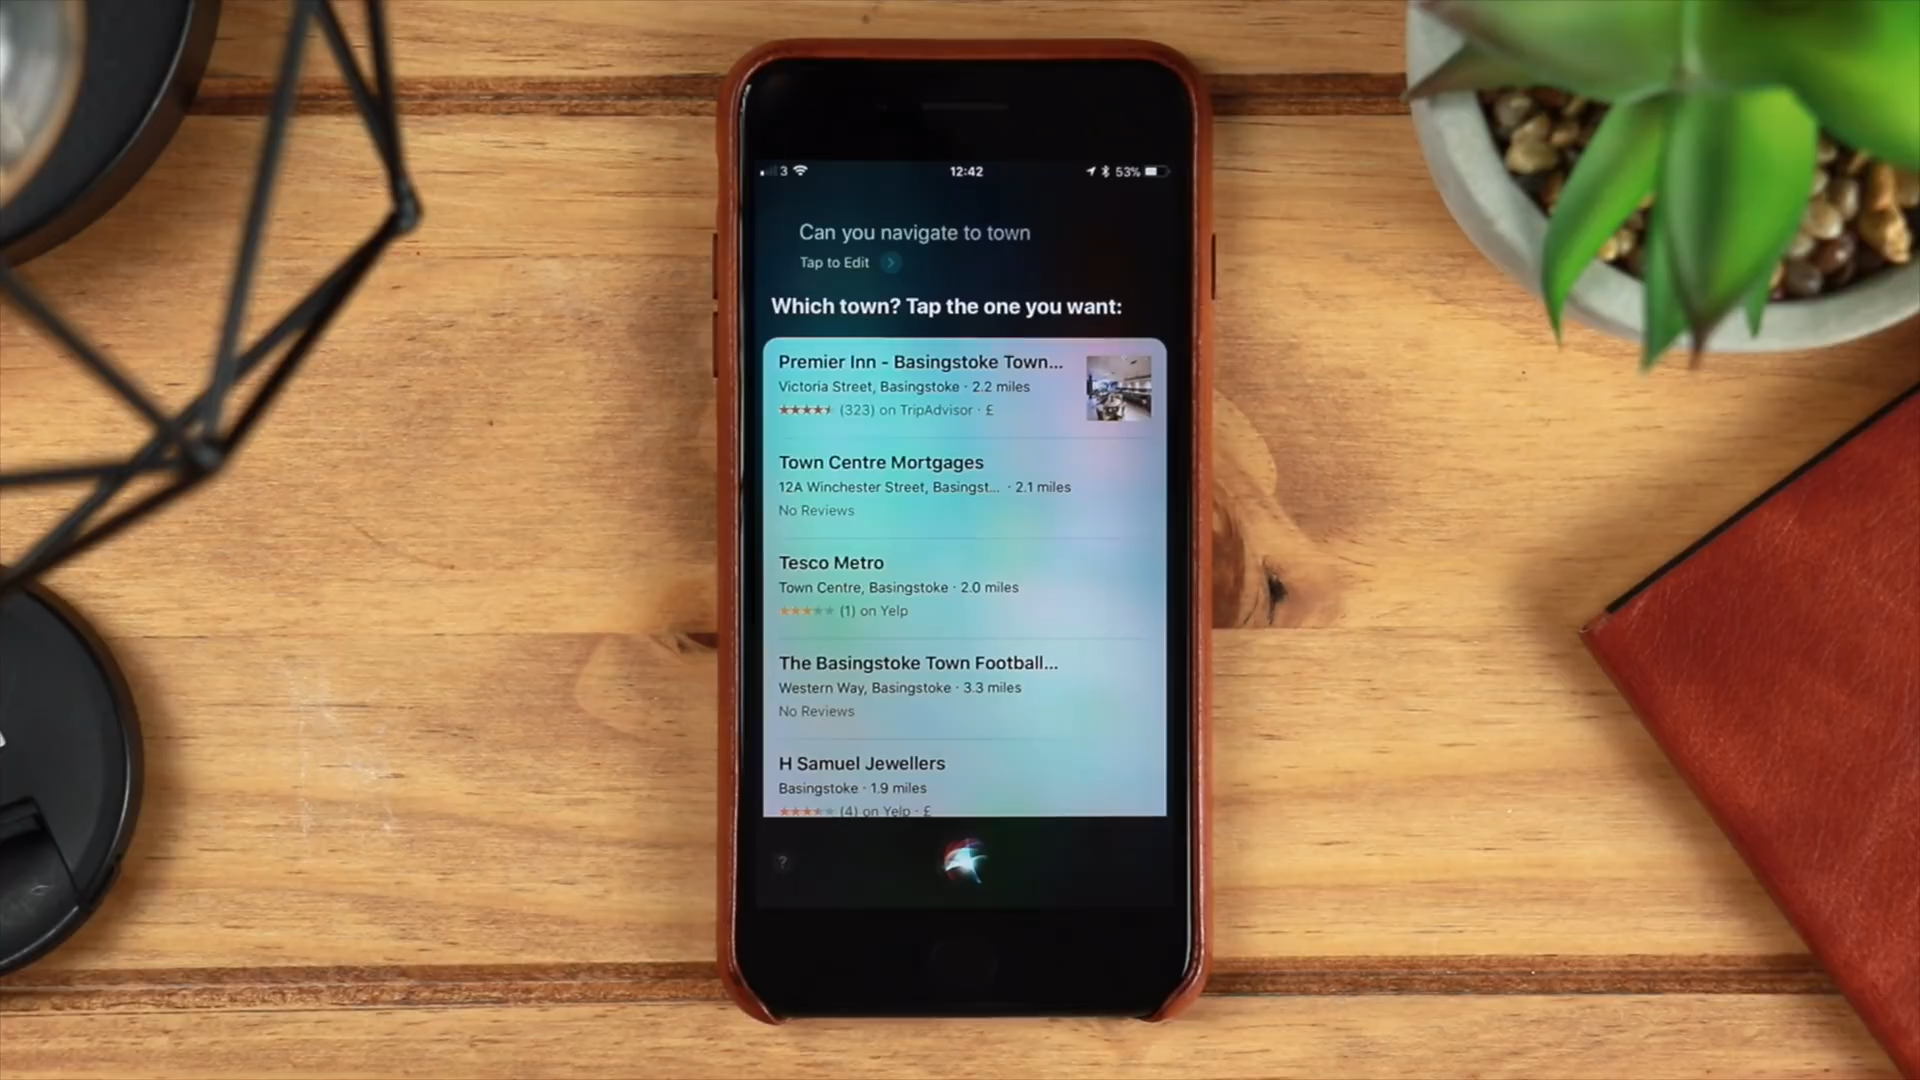 3 12:42 53%
Can you navigate to town
Tap to Edit
Which town? Tap the one you want:
Premier Inn - Basingstoke Town...
Victoria Street, Basingstoke · 2.2 miles
(323) on TripAdvisor · £
Town Centre Mortgages
12A Winchester Street, Basingst... · 2.1 miles
No Reviews
Tesco Metro
Town Centre, Basingstoke · 2.0 miles
(1) on Yelp
The Basingstoke Town Football...
Western Way, Basingstoke · 3.3 miles
No Reviews
H Samuel Jewellers
Basingstoke · 1.9 miles
(4) on Yelp · £
?